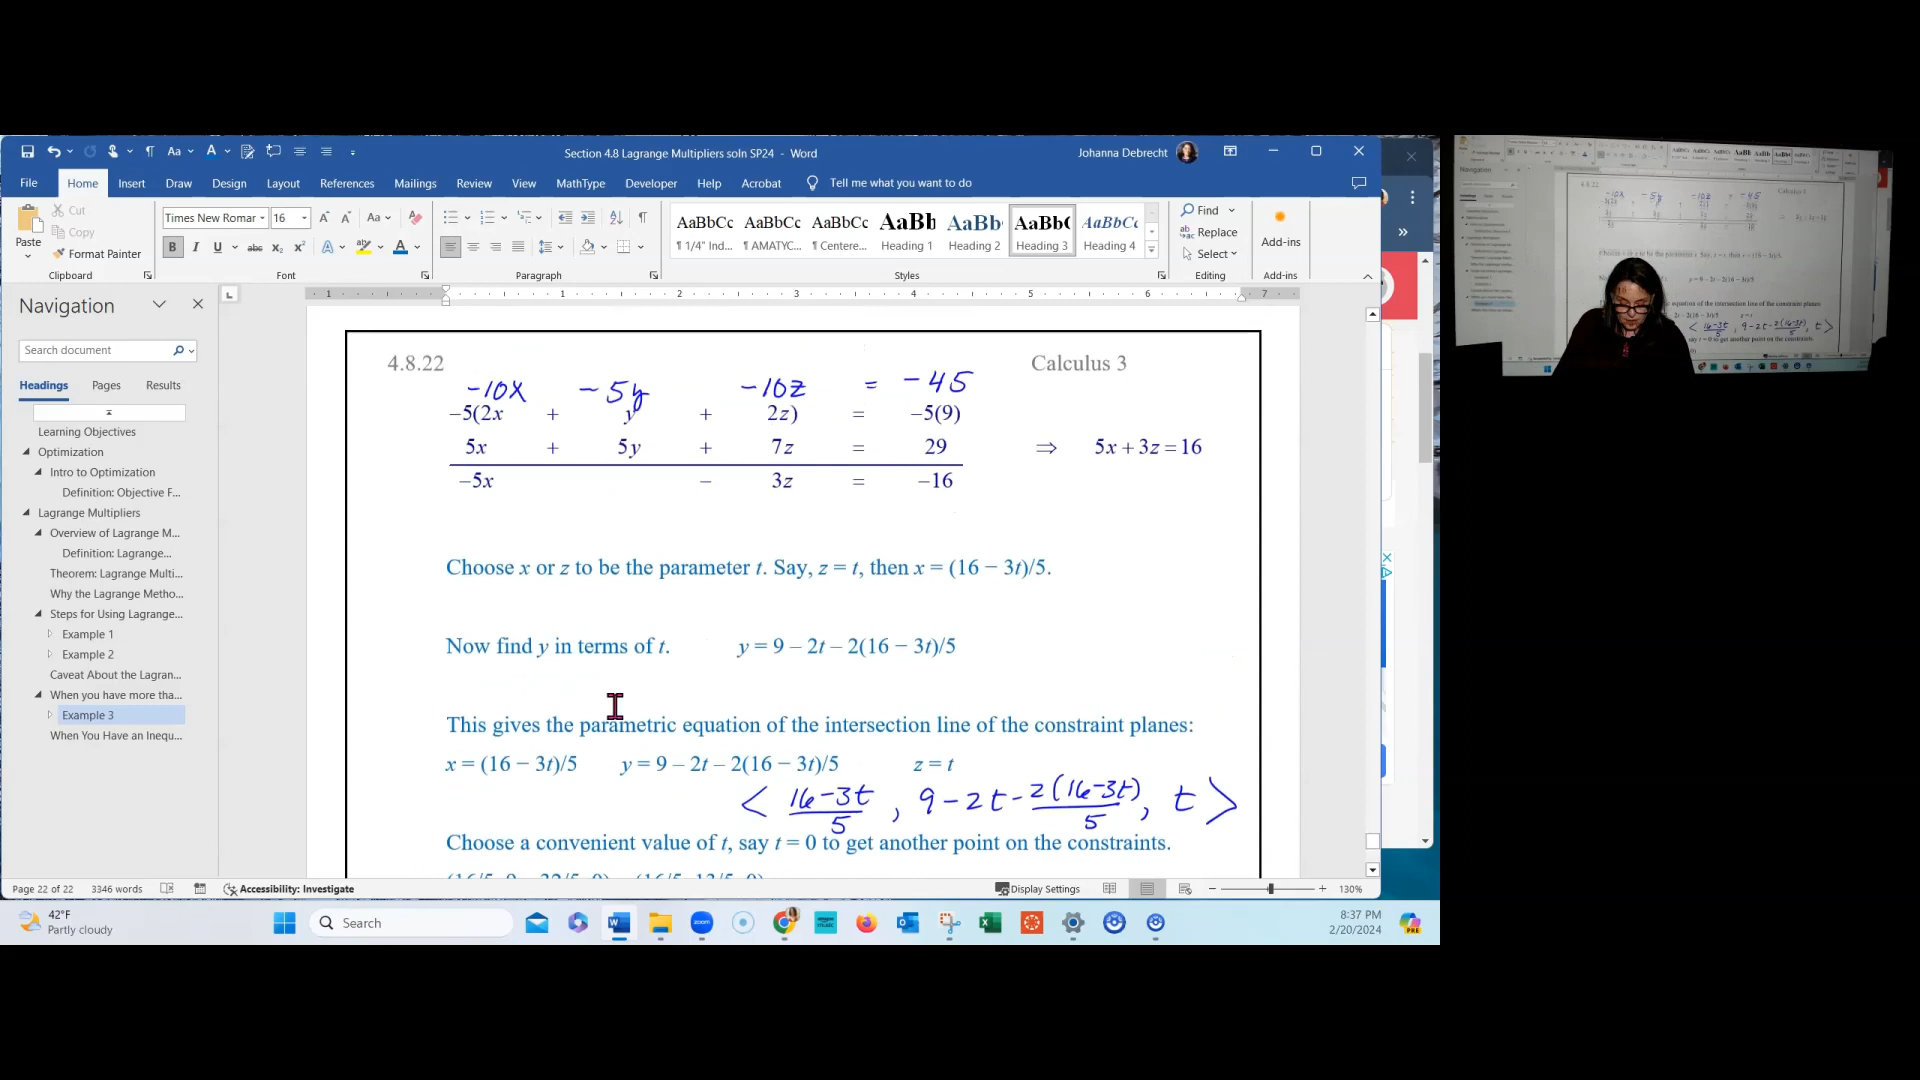 Section 4.8 Lagrange Multipliers soln SP24 - Word
Johanna Debrecht
File Home Insert Draw Design Layout References Mailings Review View MathType Developer Help Acrobat Tell me what you want to do
Paste
Cut
Copy
Format Painter
Times New Romar 16
AaBbCc AaBbCc AaBbCc AaBb AaBbC AaBb( AaBbCc
¶ 1/4" Ind... ¶ AMATYC... ¶ Centere... Heading 1 Heading 2 Heading 3 Heading 4
Find
Replace
Select
Add-ins
Clipboard Font Paragraph Styles Editing Add-ins
Navigation
Search document
Headings Pages Results
Learning Objectives
Optimization
Intro to Optimization
Definition: Objective F...
Lagrange Multipliers
Overview of Lagrange M...
Definition: Lagrange...
Theorem: Lagrange Multi...
Why the Lagrange Metho...
Steps for Using Lagrange...
Example 1
Example 2
Caveat About the Lagran...
When you have more tha...
Example 3
When You Have an Inequ...
4.8.22 Calculus 3
-10x -5y -10z = -45
−5(2x + y + 2z) = −5(9)
5x + 5y + 7z = 29 ⇒ 5x + 3z = 16
−5x − 3z = −16
Choose x or z to be the parameter t. Say, z = t, then x = (16 − 3t)/5.
Now find y in terms of t. y = 9 – 2t – 2(16 − 3t)/5
This gives the parametric equation of the intersection line of the constraint planes:
x = (16 − 3t)/5 y = 9 – 2t – 2(16 − 3t)/5 z = t
< 16-3t/5 , 9-2t-2(16-3t)/5 , t >
Choose a convenient value of t, say t = 0 to get another point on the constraints.
Page 22 of 22 3346 words Accessibility: Investigate Display Settings 130%
42°F
Partly cloudy
Search
8:37 PM
2/20/2024